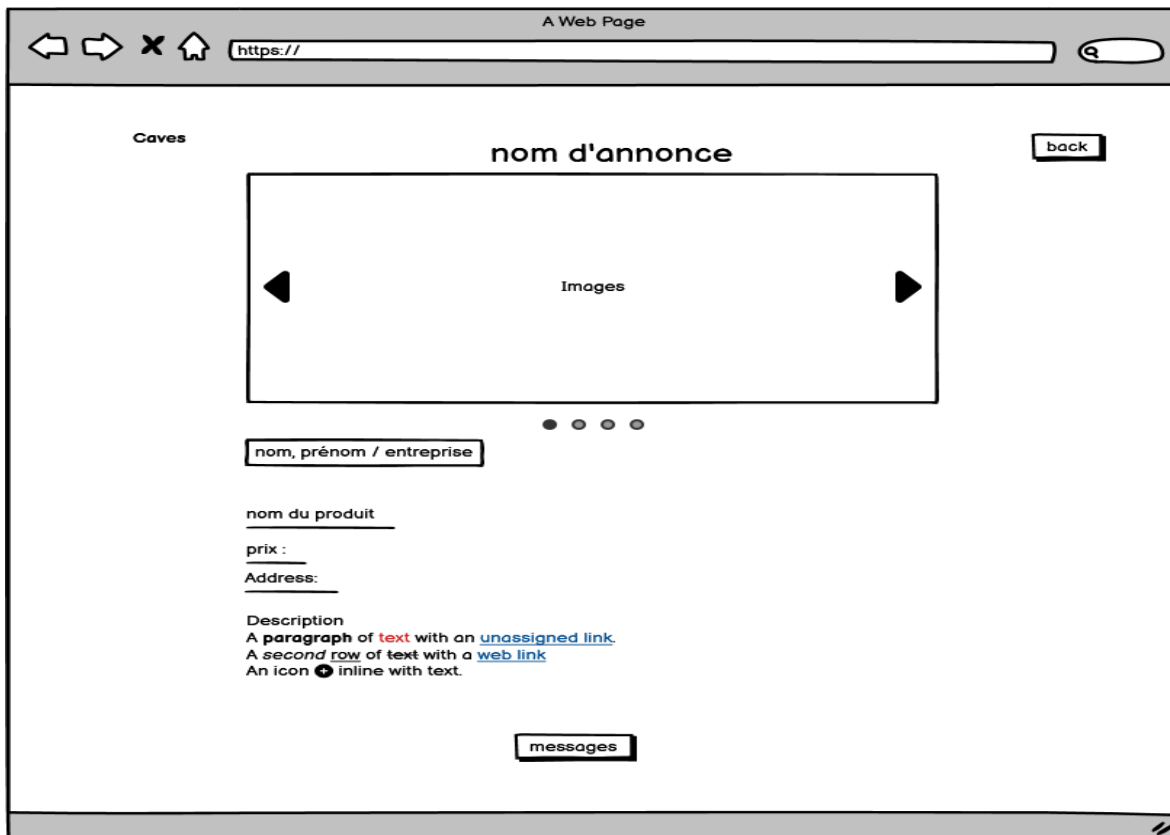 A Web Page
https://
Caves
nom d'annonce
back
Images
nom, prénom / entreprise
nom du produit
prix :
Address:
Description
A paragraph of text with an unassigned link.
A second row of text with a web link
An icon inline with text.
messages